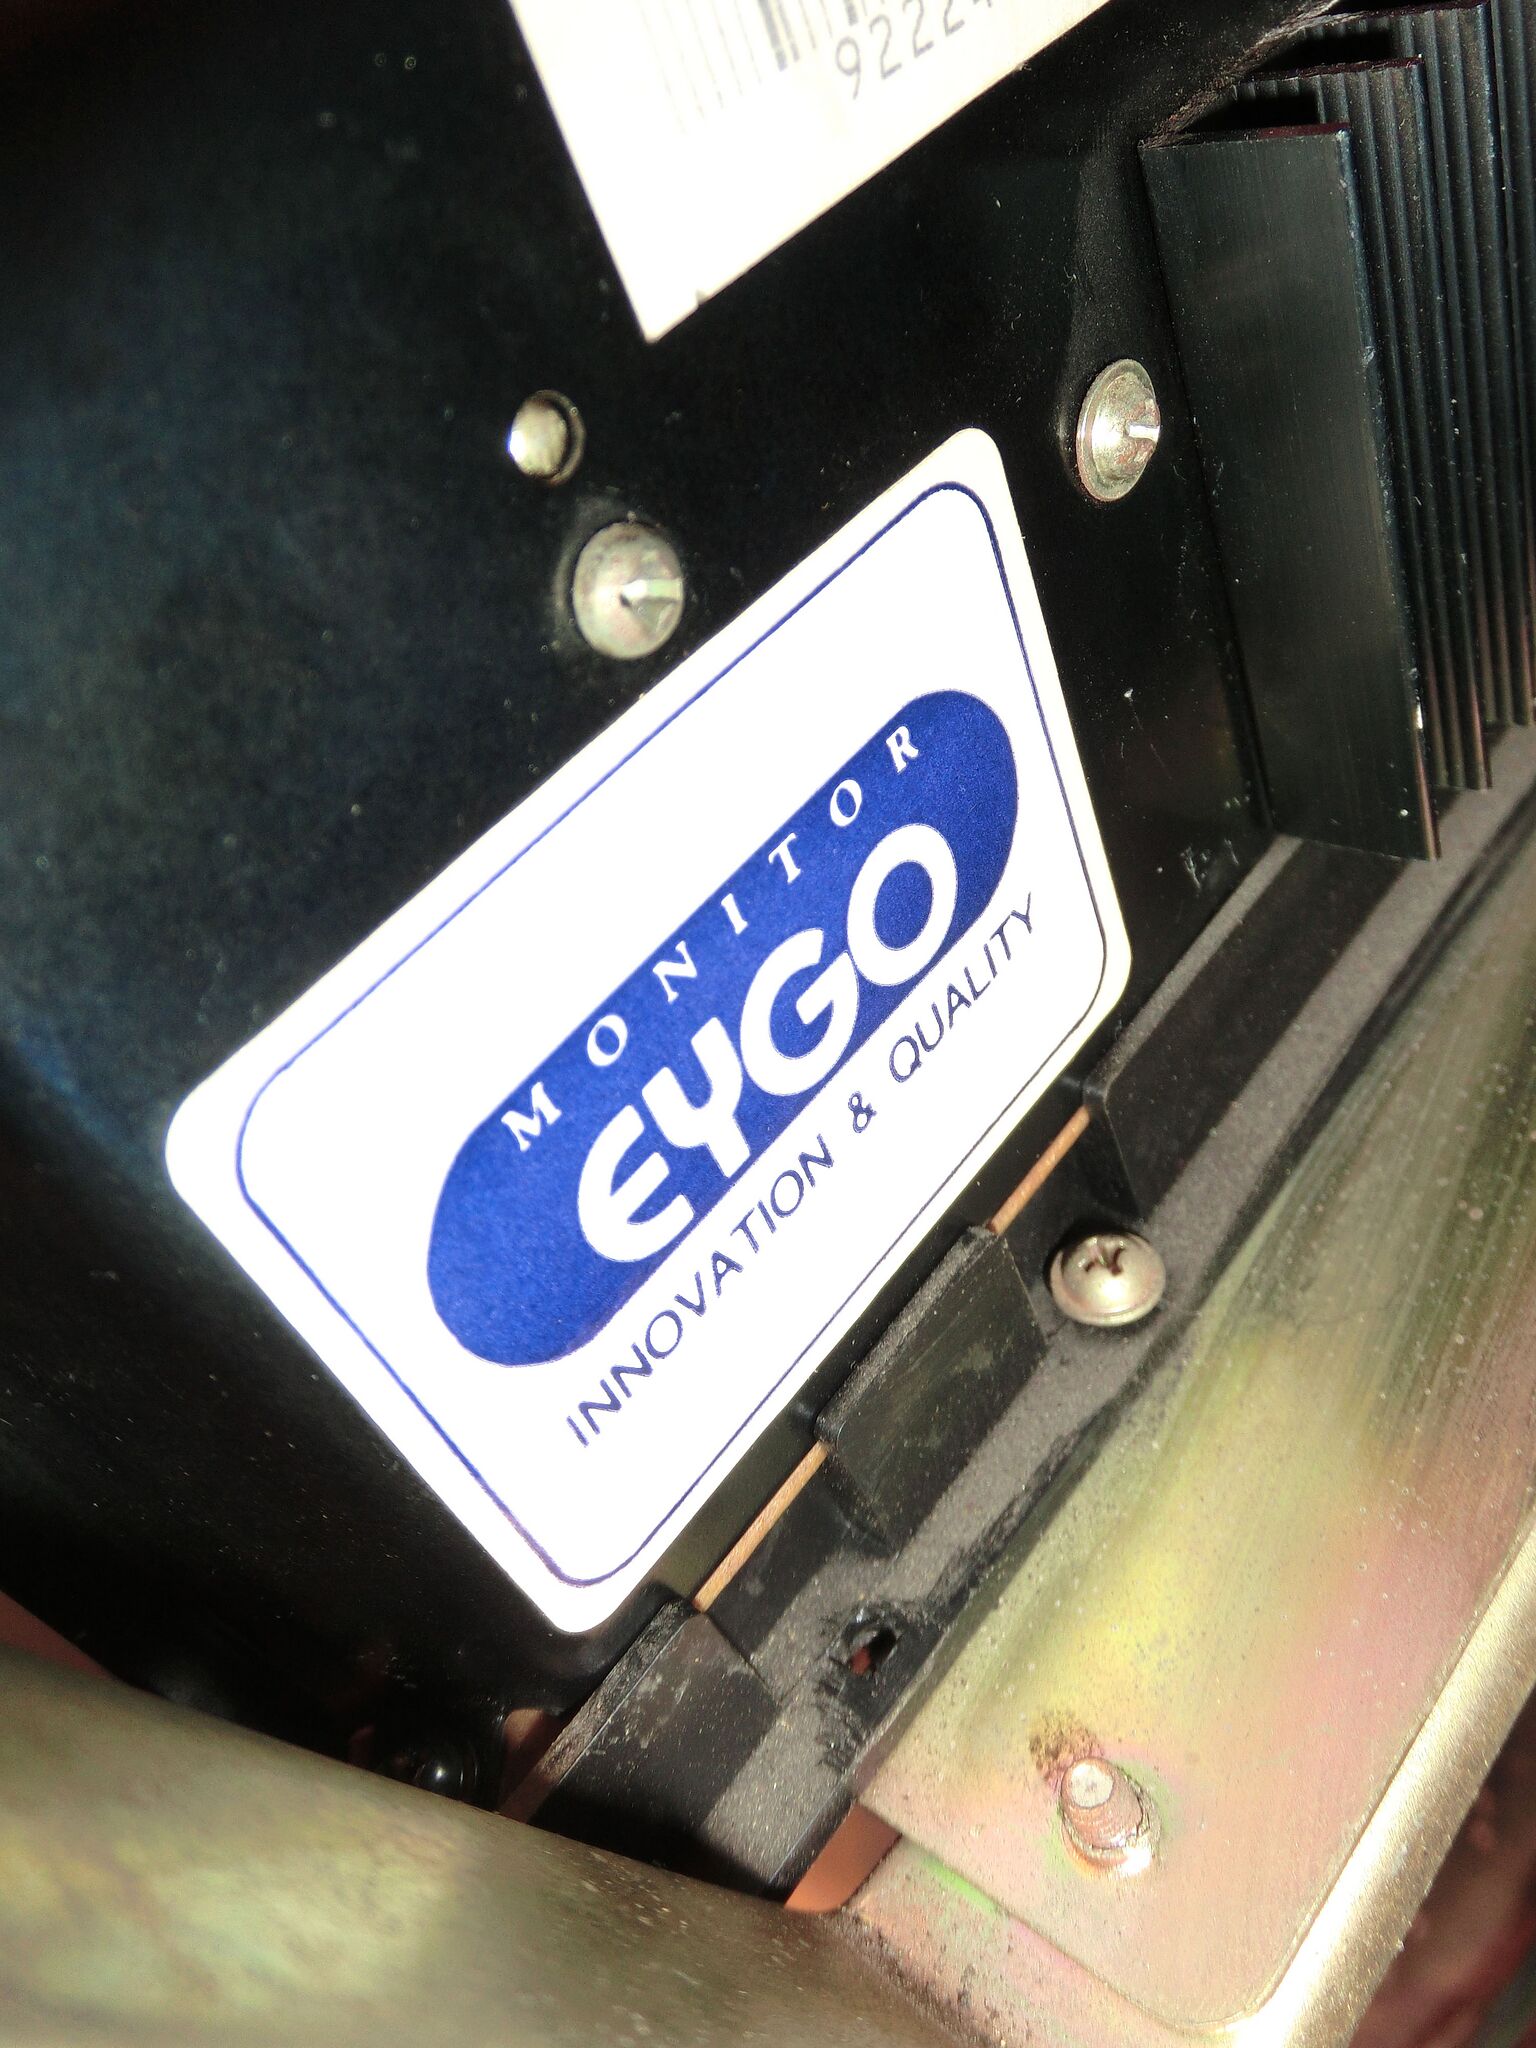 9222
MONITOR
EYGO
INNOVATION & QUALITY